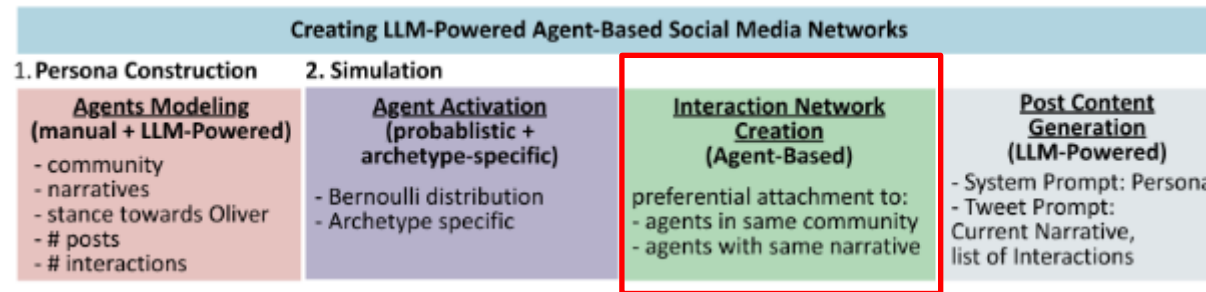 Creating LLM-Powered Agent-Based Social Media Networks
1. Persona Construction
2. Simulation
Agents Modeling
(manual + LLM-Powered)
- community
- narratives
- stance towards Oliver
- # posts
- # interactions
Agent Activation
(probablistic +
archetype-specific)
- Bernoulli distribution
- Archetype specific
Interaction Network
Creation
(Agent-Based)
preferential attachment to:
- agents in same community
- agents with same narrative
Post Content
Generation
(LLM-Powered)
- System Prompt: Persona
- Tweet Prompt:
Current Narrative,
list of Interactions